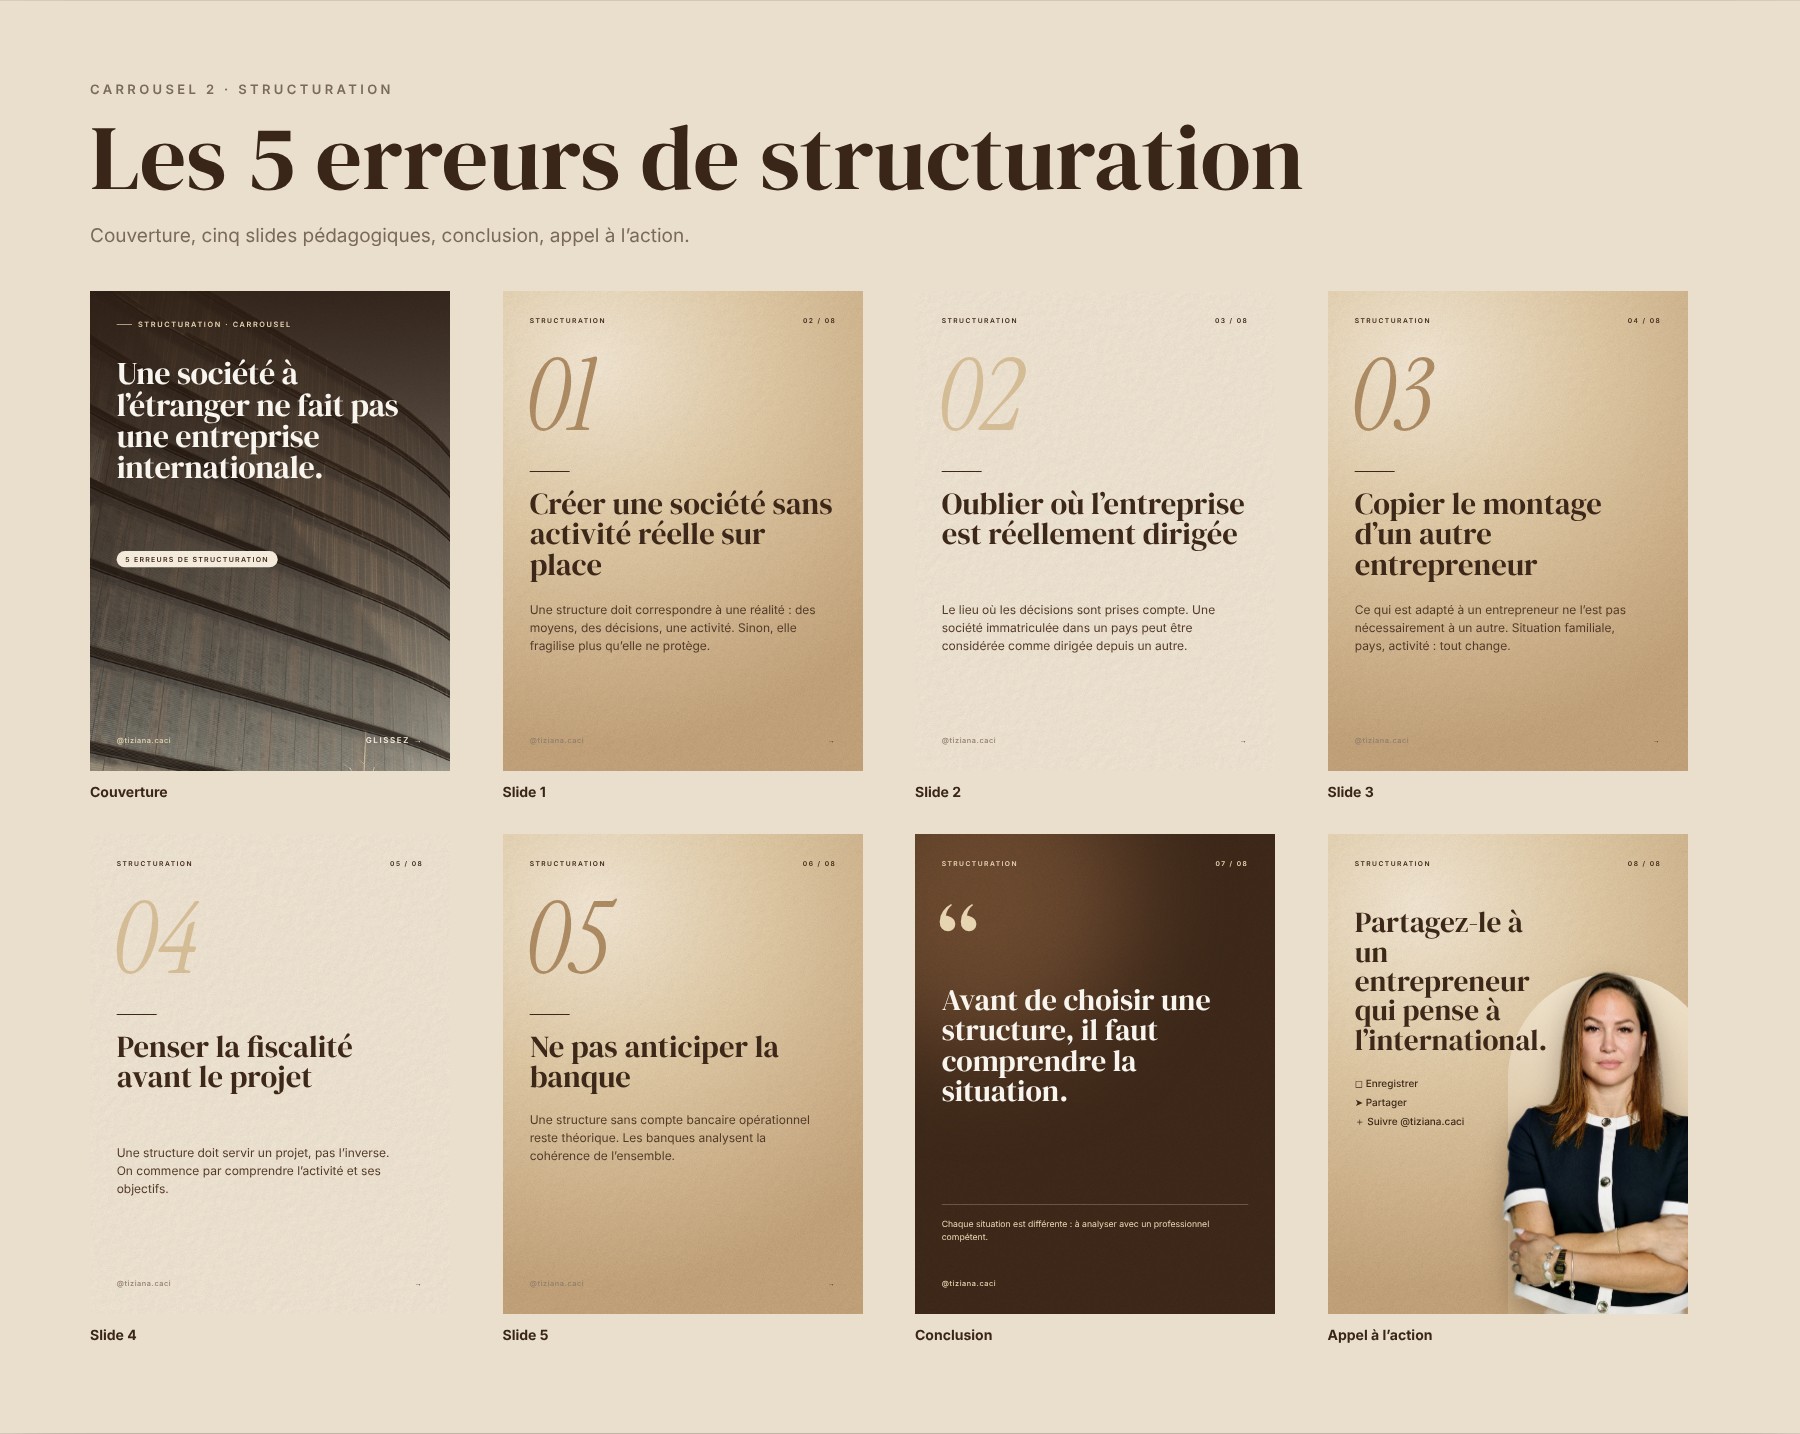 CARROUSEL 2 · STRUCTURATION
Les 5 erreurs de structuration
Couverture, cinq slides pédagogiques, conclusion, appel à l’action.
STRUCTURATION · CARROUSEL
Une société à
l’étranger ne fait pas
une entreprise
internationale.
5 ERREURS DE STRUCTURATION
@tiziana.caci
GLISSEZ →
Couverture
STRUCTURATION
02 / 08
01
Créer une société sans
activité réelle sur
place
Une structure doit correspondre à une réalité : des
moyens, des décisions, une activité. Sinon, elle
fragilise plus qu’elle ne protège.
@tiziana.caci
→
Slide 1
STRUCTURATION
03 / 08
02
Oublier où l’entreprise
est réellement dirigée
Le lieu où les décisions sont prises compte. Une
société immatriculée dans un pays peut être
considérée comme dirigée depuis un autre.
@tiziana.caci
→
Slide 2
STRUCTURATION
04 / 08
03
Copier le montage
d’un autre
entrepreneur
Ce qui est adapté à un entrepreneur ne l’est pas
nécessairement à un autre. Situation familiale,
pays, activité : tout change.
@tiziana.caci
→
Slide 3
STRUCTURATION
05 / 08
04
Penser la fiscalité
avant le projet
Une structure doit servir un projet, pas l’inverse.
On commence par comprendre l’activité et ses
objectifs.
@tiziana.caci
→
Slide 4
STRUCTURATION
06 / 08
05
Ne pas anticiper la
banque
Une structure sans compte bancaire opérationnel
reste théorique. Les banques analysent la
cohérence de l’ensemble.
@tiziana.caci
→
Slide 5
STRUCTURATION
07 / 08
“
Avant de choisir une
structure, il faut
comprendre la
situation.
Chaque situation est différente : à analyser avec un professionnel
compétent.
@tiziana.caci
Conclusion
STRUCTURATION
08 / 08
Partagez-le à
un
entrepreneur
qui pense à
l’international.
◻ Enregistrer
➤ Partager
+ Suivre @tiziana.caci
Appel à l’action